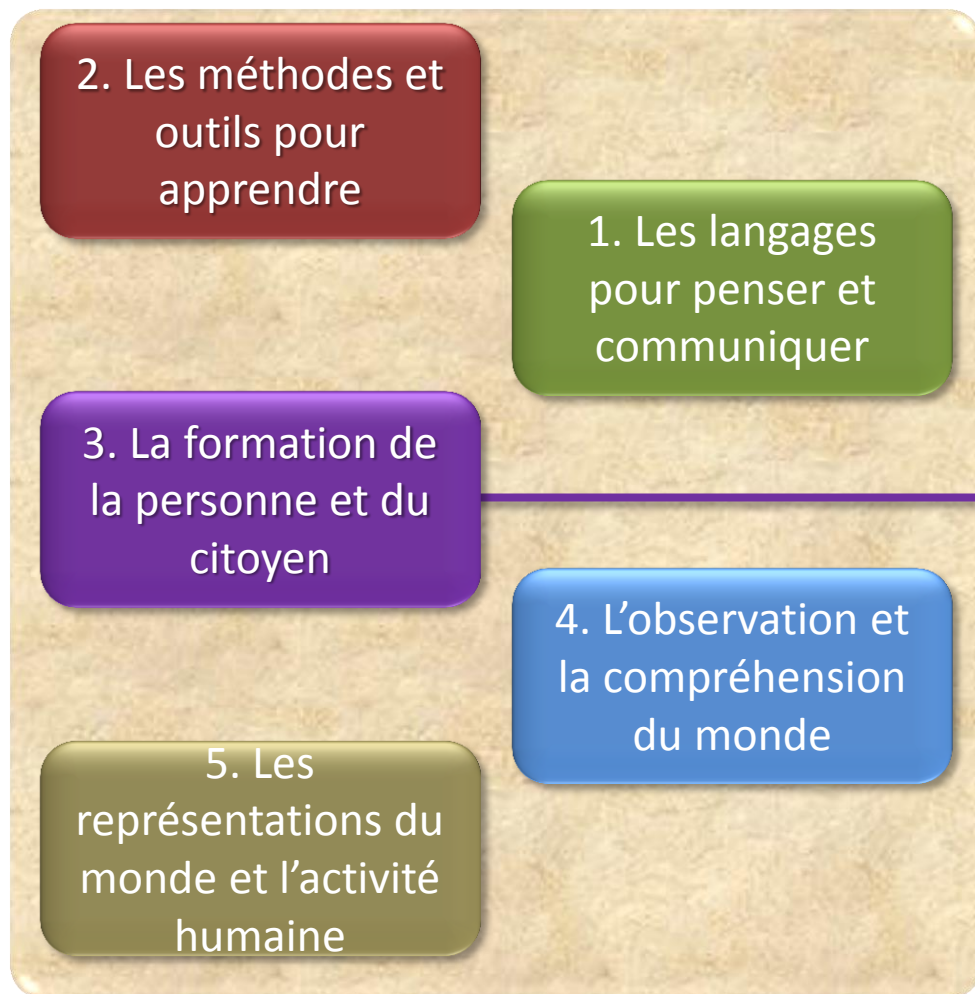 2. Les méthodes et
outils pour
apprendre
1. Les langages
pour penser et
communiquer
3. La formation de
la personne et du
citoyen
4. L’observation et
la compréhension
du monde
5. Les
représentations du
monde et l’activité
humaine